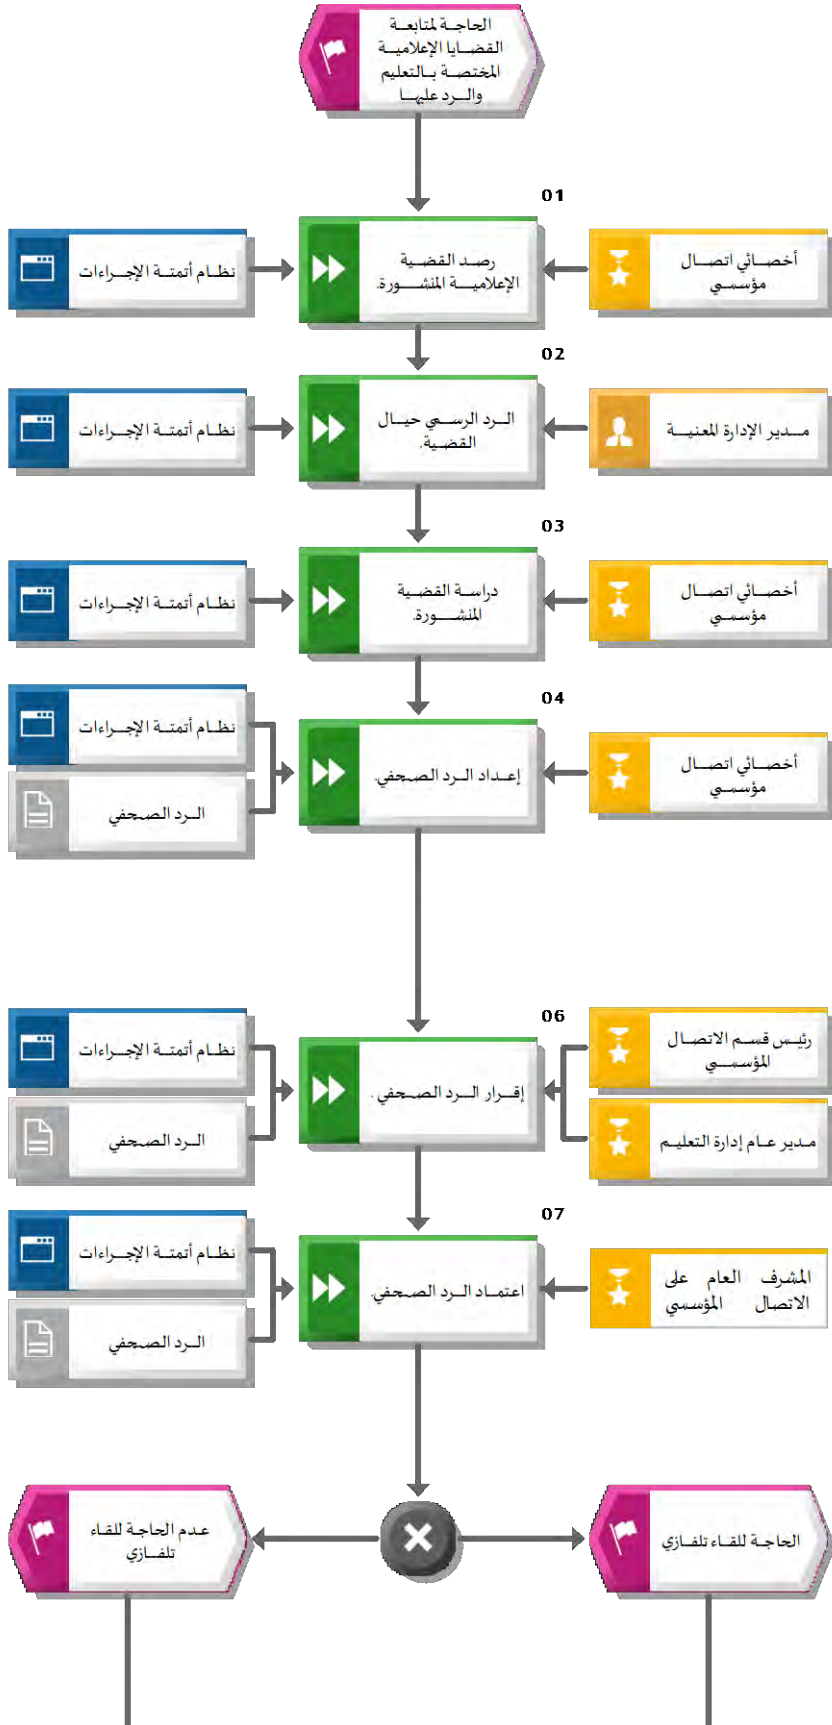 الحاجة لمتابعة
القضايا الإعلامية
المختصة بالتعليم
والرد عليها
01
أخصائي اتصال
مؤسسي
رصد القضية
الإعلامية المنشورة.
نظام أتمتة الإجراءات
02
مدير الإدارة المعنية
الرد الرسمي حيال
القضية.
نظام أتمتة الإجراءات
03
أخصائي اتصال
مؤسسي
دراسة القضية
المنشورة.
نظام أتمتة الإجراءات
04
أخصائي اتصال
مؤسسي
إعداد الرد الصحفي.
نظام أتمتة الإجراءات
الرد الصحفي
06
رئيس قسم الاتصال
المؤسسي
مدير عام إدارة التعليم
إقرار الرد الصحفي .
نظام أتمتة الإجراءات
الرد الصحفي
07
المشرف العام على
الاتصال المؤسسي
اعتماد الرد الصحفي.
نظام أتمتة الإجراءات
الرد الصحفي
الحاجة للقاء تلفازي
عدم الحاجة للقاء
تلفازي